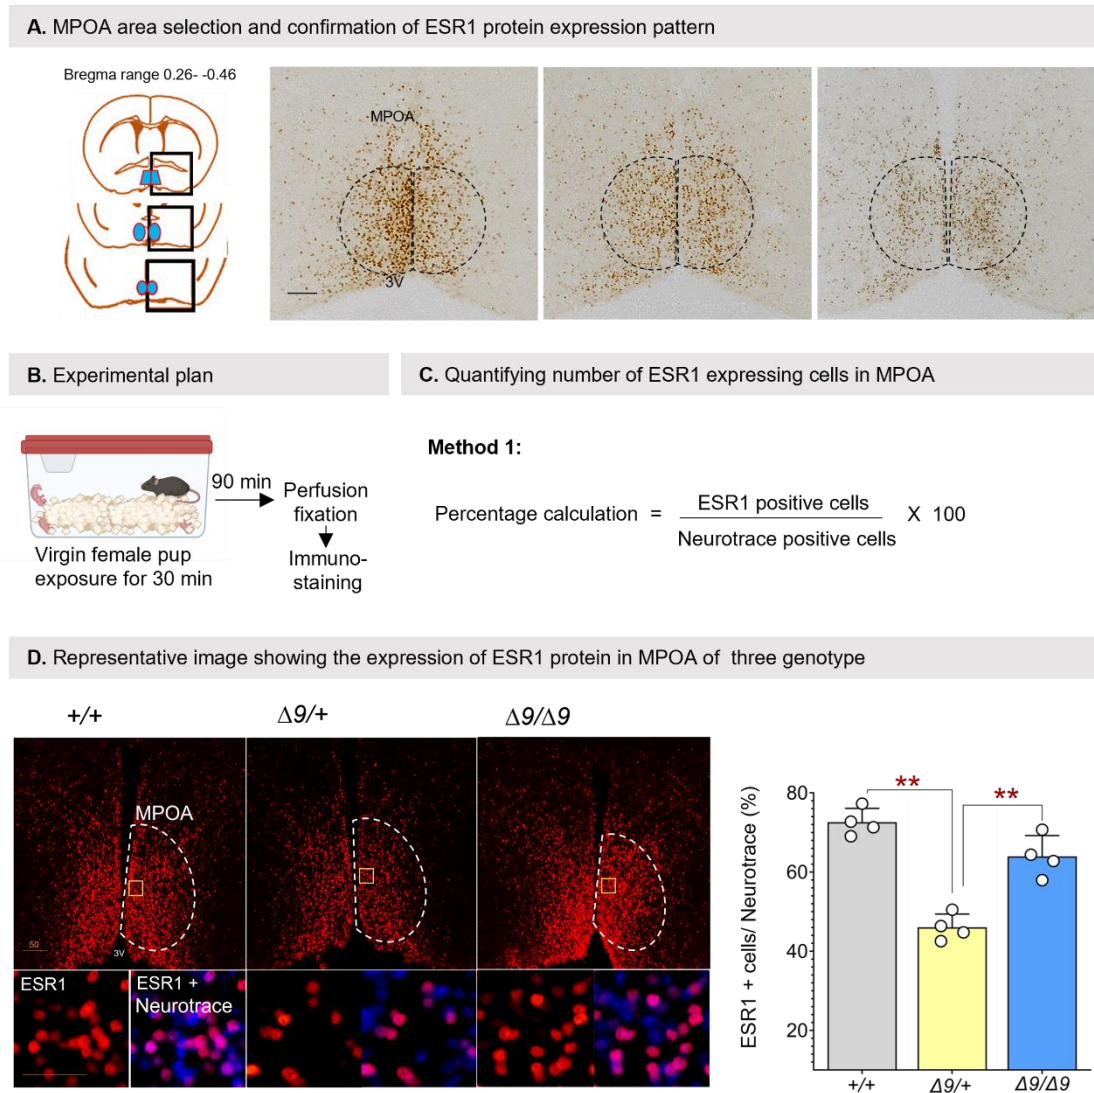 A. MPOA area selection and confirmation of ESR1 protein expression pattern
Bregma range 0.26- -0.46
MPOA
3V
B. Experimental plan
C. Quantifying number of ESR1 expressing cells in MPOA
90 min
Perfusion
fixation
Immuno-
staining
Virgin female pup
exposure for 30 min
Method 1:
Percentage calculation = ESR1 positive cells
Neurotrace positive cells
X 100
D. Representative image showing the expression of ESR1 protein in MPOA of three genotype
+/+
Δ9/+
Δ9/Δ9
MPOA
50
3V
ESR1
ESR1 +
Neurotrace
ESR1 + cells/ Neurotrace (%)
80
60
40
20
**
**
+/+
Δ9/+
Δ9/Δ9